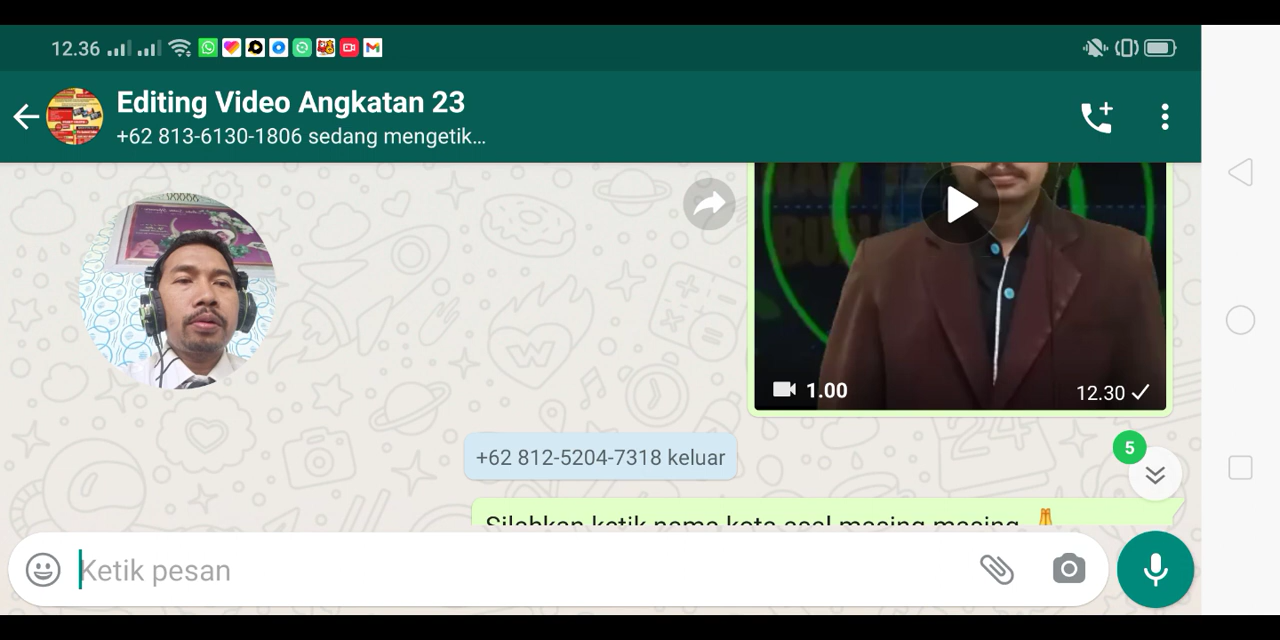 12.36
Editing Video Angkatan 23
+62 813-6130-1806 sedang mengetik...
1.00
12.30
+62 812-5204-7318 keluar
5
Silahkan ketik nama kota asal masing masing
Ketik pesan